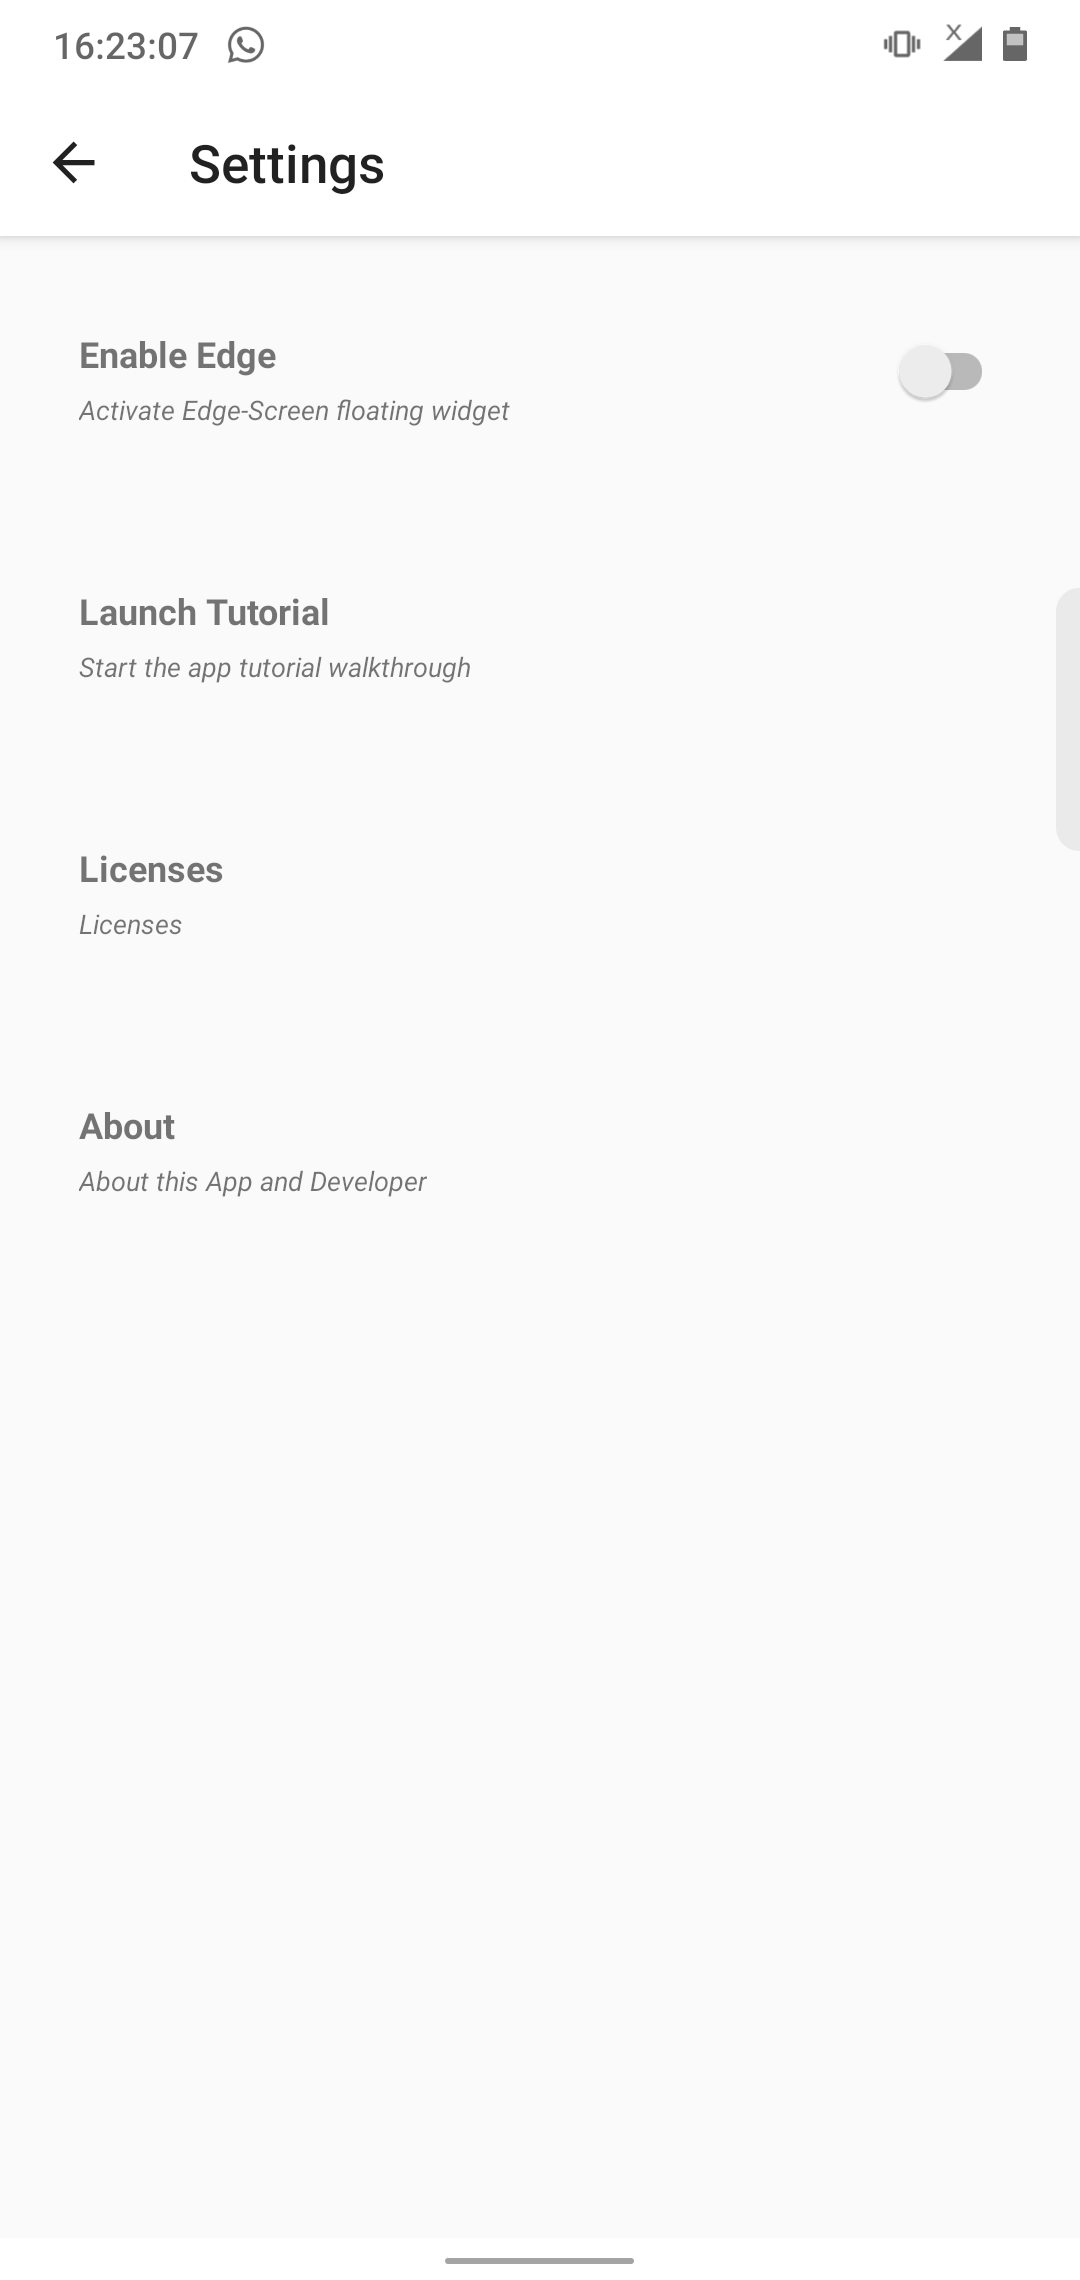 16:23:07
Settings
Enable Edge
Activate Edge-Screen floating widget
Launch Tutorial
Start the app tutorial walkthrough
Licenses
Licenses
About
About this App and Developer